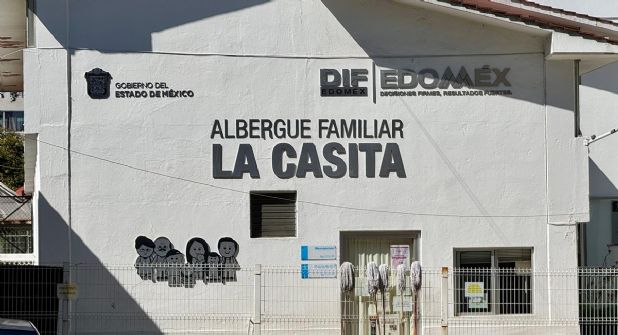 GOBIERNO DEL
ESTADO DE MÉXICO
DIF
EDOMEX
EDOMÉX
DECISIONES FIRMES, RESULTADOS FUERTES.
ALBERGUE FAMILIAR
LA CASITA